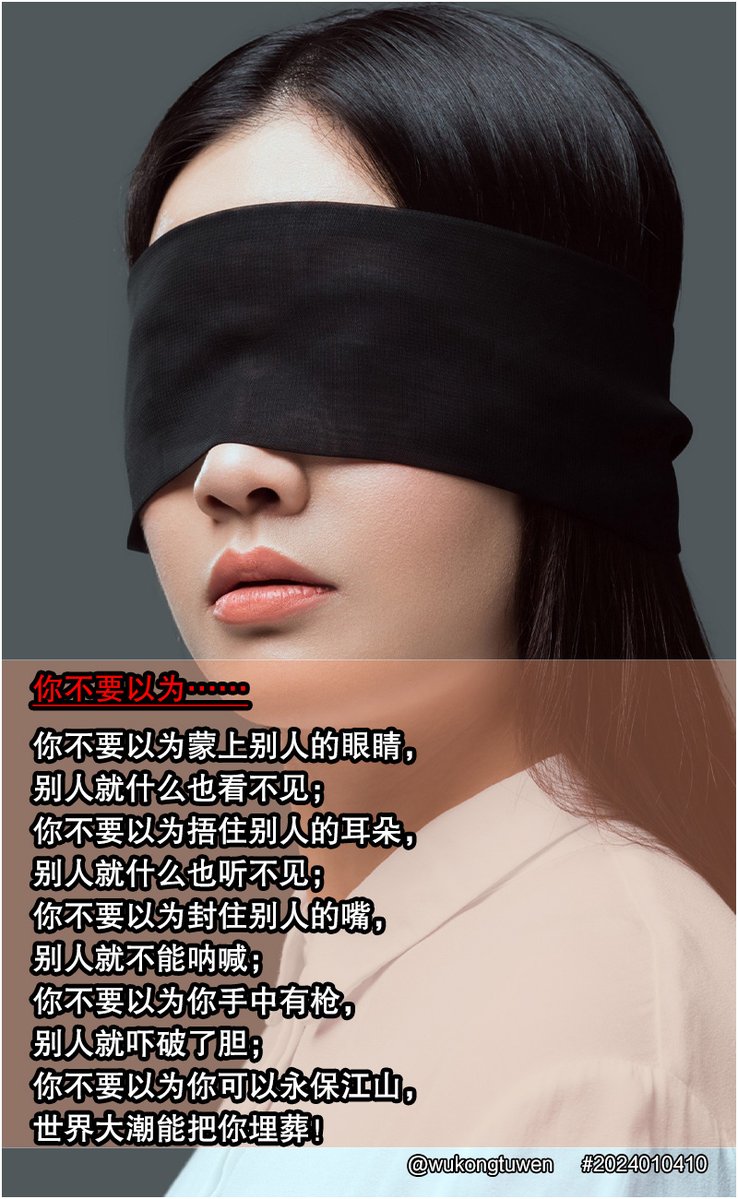 你不要以为……
你不要以为蒙上别人的眼睛，
别人就什么也看不见；
你不要以为捂住别人的耳朵，
别人就什么也听不见；
你不要以为封住别人的嘴，
别人就不能呐喊；
你不要以为你手中有枪，
别人就吓破了胆；
你不要以为你可以永保江山，
世界大潮能把你埋葬！
@wukongtuwen #2024010410